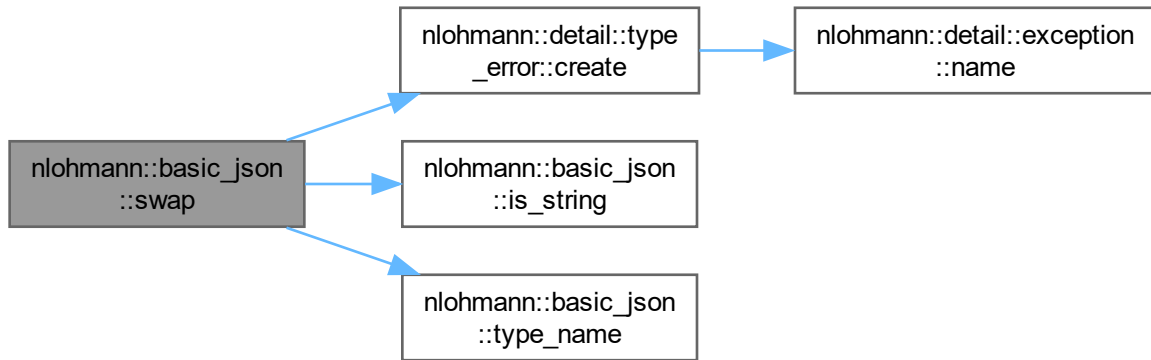 nlohmann::basic_json
::swap
nlohmann::detail::type
_error::create
nlohmann::detail::exception
::name
nlohmann::basic_json
::is_string
nlohmann::basic_json
::type_name